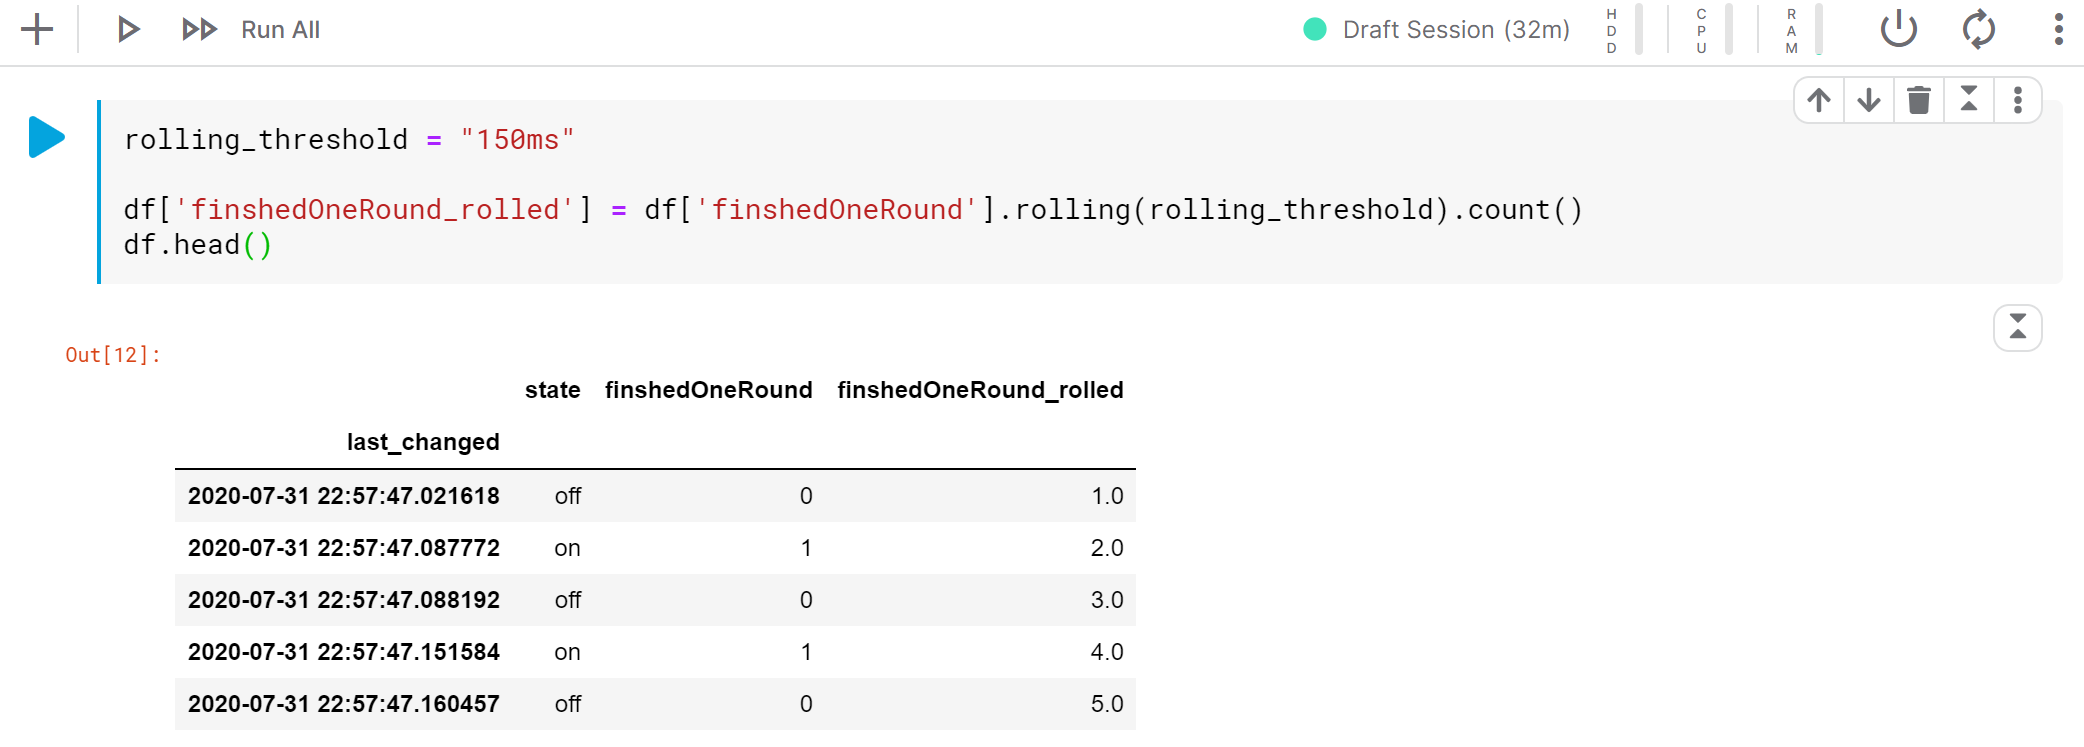 Run All Draft Session (32m) HDD CPU RAM
rolling_threshold = "150ms"
df['finshedOneRound_rolled'] = df['finshedOneRound'].rolling(rolling_threshold).count()
df.head()
Out[12]:
state finshedOneRound finshedOneRound_rolled
last_changed
2020-07-31 22:57:47.021618 off 0 1.0
2020-07-31 22:57:47.087772 on 1 2.0
2020-07-31 22:57:47.088192 off 0 3.0
2020-07-31 22:57:47.151584 on 1 4.0
2020-07-31 22:57:47.160457 off 0 5.0